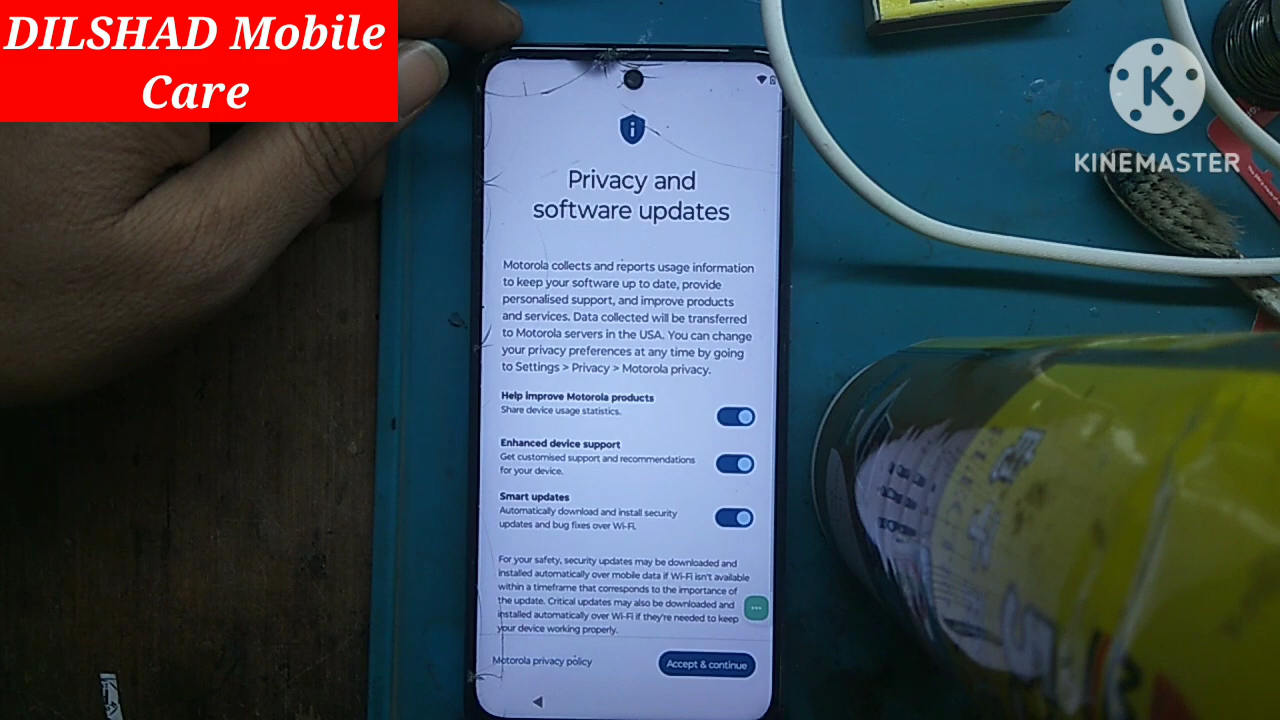 DILSHAD Mobile
Care
K
KINEMASTER
Privacy and
software updates
Motorola collects and reports usage information
to keep your software up to date, provide
personalised support, and improve products
and services. Data collected will be transferred
to Motorola servers in the USA. You can change
your privacy preferences at any time by going
to Settings > Privacy > Motorola privacy.
Help improve Motorola products
Share device usage statistics.
Enhanced device support
Get customised support and recommendations
for your device.
Smart updates
Automatically download and install security
updates and bug fixes over Wi-Fi.
For your safety, security updates may be downloaded and
installed automatically over mobile data if Wi-Fi isn't available
within a timeframe that corresponds to the importance of
the update. Critical updates may also be downloaded and
installed automatically over Wi-Fi if they're needed to keep
your device working properly.
Motorola privacy policy
Accept & continue